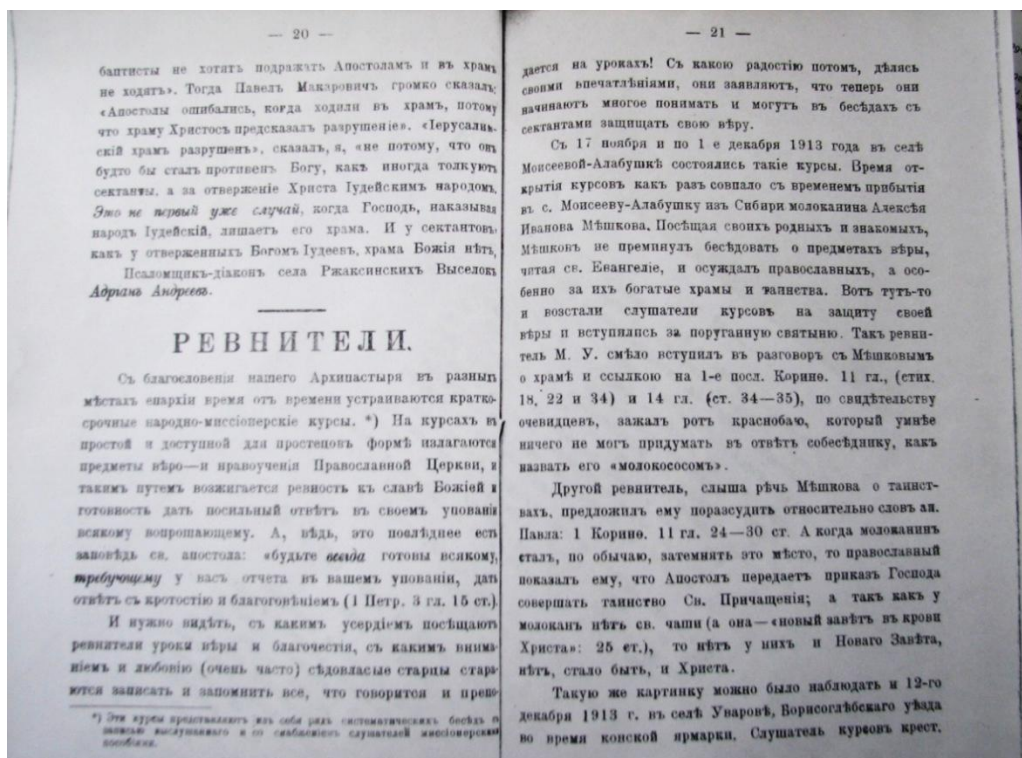 — 20 —
баптисты не хотятъ подражать Апостоламъ и въ храмъ
не ходятъ». Тогда Павелъ Макаровичъ громко сказалъ:
«Апостолы ошибались, когда ходили въ храмъ, потому
что храму Христосъ предсказалъ разрушеніе». «Іерусалим-
скій храмъ разрушенъ», сказалъ, я, «не потому, что онъ
будто бы сталъ противенъ Богу, какъ иногда толкуютъ
сектанты, а за отверженіе Христа Іудейскимъ народомъ.
Это не первый уже случай, когда Господь, наказывая
народъ Іудейскій, лишаетъ его храма. И у сектантовъ,
какъ у отверженныхъ Богомъ Іудеевъ, храма Божія нѣтъ.
Псаломщикъ-діаконъ села Ржаксинскихъ Выселокъ
Адріанъ Андреевъ.
РЕВНИТЕЛИ.
Съ благословенія нашего Архипастыря въ разныхъ
мѣстахъ епархіи время отъ времени устраиваются кратко-
срочные народно-миссіонерскіе курсы. *) На курсахъ въ
простой и доступной для простецовъ формѣ излагаются
предметы вѣро—и нравоученія Православной Церкви, и
такимъ путемъ возжигается ревность къ славѣ Божіей и
готовность дать посильный отвѣтъ въ своемъ упованіи
всякому вопрошающему. А, вѣдь, это послѣднее есть
заповѣдь св. апостола: «будьте всегда готовы всякому,
требующему у васъ отчета въ вашемъ упованіи, дать
отвѣтъ съ кротостію и благоговѣніемъ (1 Петр. 3 гл. 15 ст.).
И нужно видѣть, съ какимъ усердіемъ посѣщаютъ
ревнители уроки вѣры и благочестія, съ какимъ внима-
ніемъ и любовію (очень часто) сѣдовласые старцы стара-
ются записать и запомнить все, что говорится и препо-
*) Эти курсы представляютъ изъ себя рядъ систематическихъ бесѣдъ съ
записью выслушаннаго и со снабженіемъ слушателей миссіонерскими
пособіями.
— 21 —
дается на урокахъ! Съ какою радостію потомъ, дѣлясь
своими впечатлѣніями, они заявляютъ, что теперь они
начинаютъ многое понимать и могутъ въ бесѣдахъ съ
сектантами защищать свою вѣру.
Съ 17 ноября и по 1 е декабря 1913 года въ селѣ
Моисеевой-Алабушкѣ состоялись такіе курсы. Время от-
крытія курсовъ какъ разъ совпало съ временемъ прибытія
въ с. Моисееву-Алабушку изъ Сибири молоканина Алексѣя
Иванова Мѣшкова. Посѣщая своихъ родныхъ и знакомыхъ,
Мѣшковъ не преминулъ бесѣдовать о предметахъ вѣры,
читая св. Евангеліе, и осуждалъ православныхъ, а осо-
бенно за ихъ богатые храмы и таинства. Вотъ тутъ-то
и возстали слушатели курсовъ на защиту своей
вѣры и вступились за поруганную святыню. Такъ ревни-
тель М. У. смѣло вступилъ въ разговоръ съ Мѣшковымъ
о храмѣ и ссылкою на 1-е посл. Коринѳ. 11 гл., (стих.
18, 22 и 34) и 14 гл. (ст. 34—35), по свидѣтельству
очевидцевъ, зажалъ ротъ краснобаю, который умнѣе
ничего не могъ придумать въ отвѣтъ собесѣднику, какъ
назвать его «молокососомъ».
Другой ревнитель, слыша рѣчь Мѣшкова о таинст-
вахъ, предложилъ ему поразсудить относительно словъ ап.
Павла: 1 Коринѳ. 11 гл. 24—30 ст. А когда молоканинъ
сталъ, по обычаю, затемнять это мѣсто, то православный
показалъ ему, что Апостолъ передаетъ приказъ Господа
совершать таинство Св. Причащенія; а такъ какъ у
молоканъ нѣтъ св. чаши (а она—«новый завѣтъ въ крови
Христа»: 25 ст.), то нѣтъ у нихъ и Новаго Завѣта,
нѣтъ, стало быть, и Христа.
Такую же картинку можно было наблюдать и 12-го
декабря 1913 г. въ селѣ Уваровѣ, Борисоглѣбскаго уѣзда
во время конской ярмарки. Слушатель курсовъ крест.